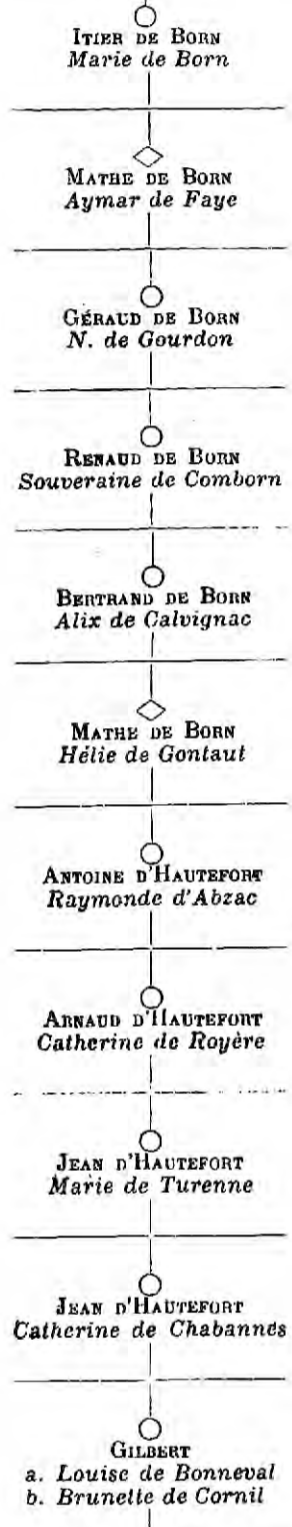 ITIER DE BORN
Marie de Born
MATHE DE BORN
Aymar de Faye
GÉRAUD DE BORN
N. de Gourdon
RENAUD DE BORN
Souveraine de Comborn
BERTRAND DE BORN
Alix de Calvignac
MATHE DE BORN
Hélie de Gontaut
ANTOINE D'HAUTEFORT
Raymonde d'Abzac
ARNAUD D'HAUTEFORT
Catherine de Royère
JEAN D'HAUTEFORT
Marie de Turenne
JEAN D'HAUTEFORT
Catherine de Chabannes
GILBERT
a. Louise de Bonneval
b. Brunette de Cornil